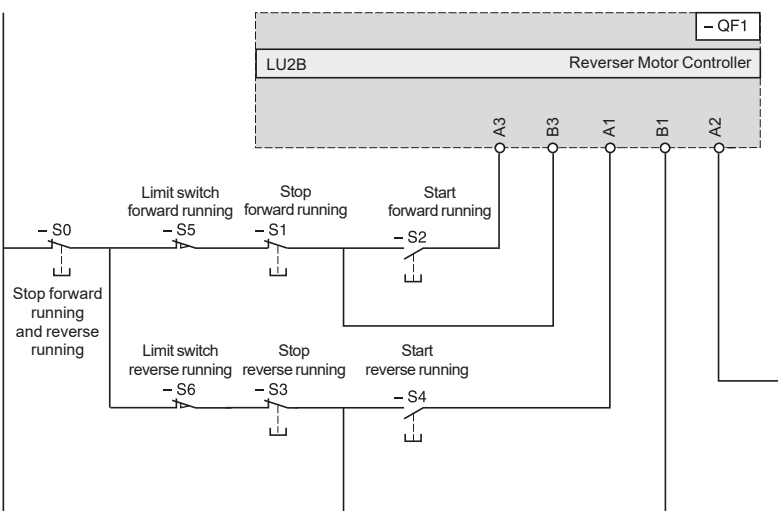 – QF1
LU2B Reverser Motor Controller
A3 B3 A1 B1 A2
Limit switch
forward running
Stop
forward running
Start
forward running
– S0
– S5
– S1
– S2
Stop forward
running
and reverse
running
Limit switch
reverse running
Stop
reverse running
Start
reverse running
– S6
– S3
– S4